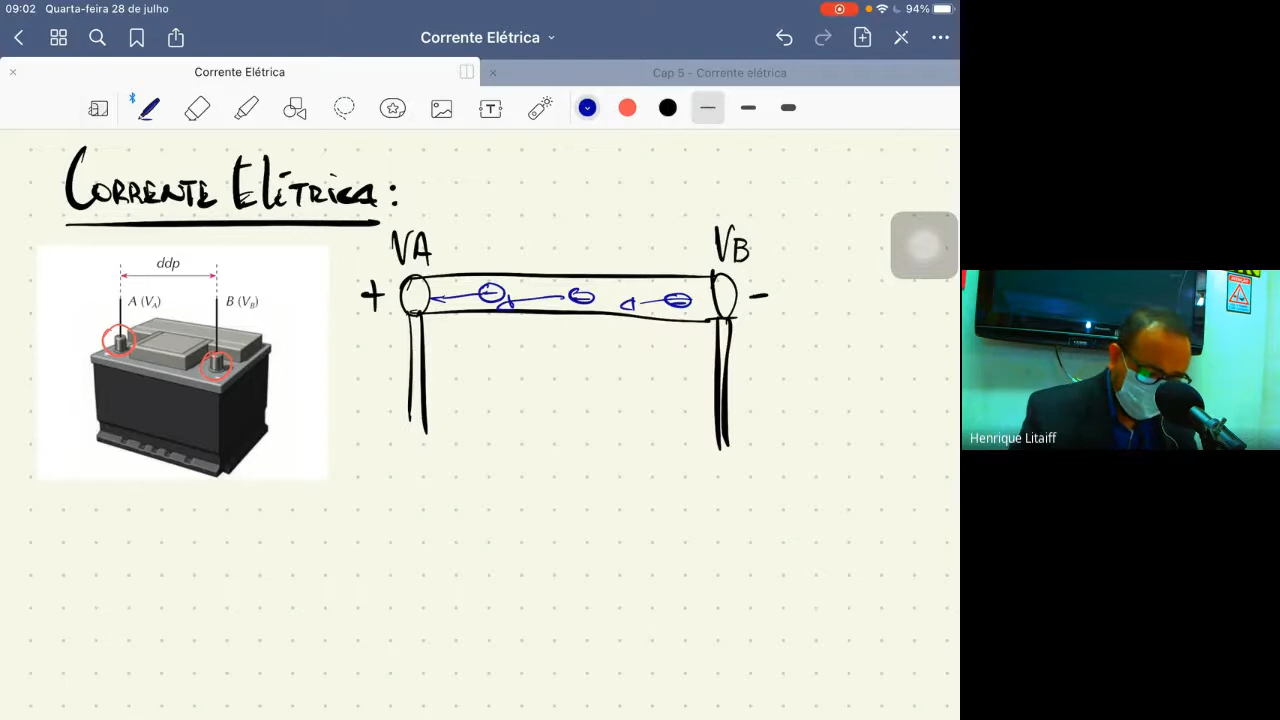 09:02 Quarta-feira 28 de julho
94%
Corrente Elétrica
Corrente Elétrica
Cap 5 - Corrente elétrica
T
CORRENTE ELÉTRICA:
ddp
A (VA)
B (VB)
VA
VB
+
-
Henrique Litaiff